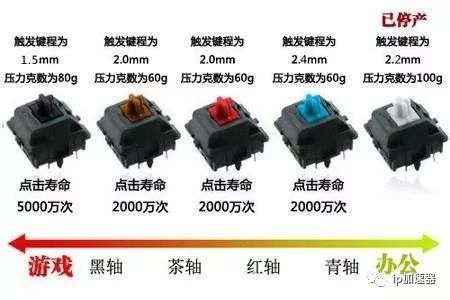 已停产
触发键程为
1.5mm
压力克数为80g
触发键程为
2.0mm
压力克数为60g
触发键程为
2.0mm
压力克数为60g
触发键程为
2.4mm
压力克数为60g
触发键程为
2.2mm
压力克数为100g
点击寿命
5000万次
点击寿命
2000万次
点击寿命
2000万次
点击寿命
2000万次
游戏 黑轴 茶轴 红轴 青轴 办公
ip加速器